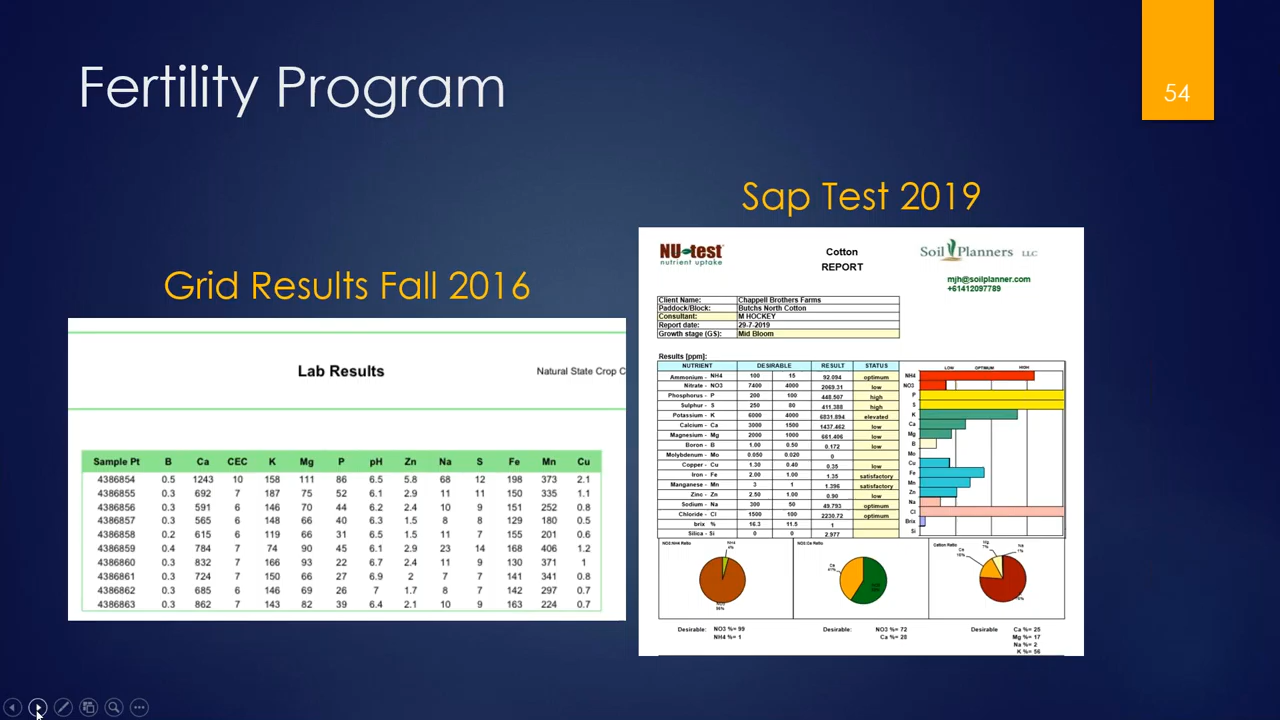 Fertility Program
54
Grid Results Fall 2016
Lab Results
Natural State Crop C
Sample Pt B Ca CEC K Mg P pH Zn Na S Fe Mn Cu
4386854 0.5 1243 10 158 111 86 6.5 5.8 68 12 198 373 2.1
4386855 0.3 692 7 187 75 52 6.1 2.9 11 11 150 335 1.1
4386856 0.3 591 6 146 70 44 6.2 2.4 10 9 151 252 0.8
4386857 0.3 565 6 148 66 40 6.3 1.5 8 8 129 180 0.5
4386858 0.2 615 6 119 66 31 6.5 1.5 11 7 155 201 0.6
4386859 0.4 784 7 74 90 45 6.1 2.9 23 14 168 406 1.2
4386860 0.3 832 7 166 93 22 6.7 2.4 11 9 130 371 1
4386861 0.3 724 7 150 66 27 6.9 2 7 7 141 341 0.8
4386862 0.3 685 6 146 69 26 7 1.7 8 7 142 297 0.7
4386863 0.3 862 7 143 82 39 6.4 2.1 10 9 163 224 0.7
Sap Test 2019
NU-test
nutrient uptake
Cotton
REPORT
Soil Planners LLC
mjh@soilplanner.com
+61412097789
Client Name: Chappell Brothers Farms
Paddock/Block: Butchs North Cotton
Consultant: M HOCKEY
Report date: 29-7-2019
Growth stage (GS): Mid Bloom
Results [ppm]:
NUTRIENT DESIRABLE RESULT STATUS
Ammonium - NH4 100 15 92.094 optimum
Nitrate - NO3 7400 4000 2069.31 low
Phosphorus - P 200 100 448.507 high
Sulphur - S 250 80 411.388 high
Potassium - K 6000 4000 6831.894 elevated
Calcium - Ca 3000 1500 1437.462 low
Magnesium - Mg 2000 1000 661.406 low
Boron - B 1.00 0.50 0.172 low
Molybdenum - Mo 0.050 0.020 0
Copper - Cu 1.30 0.40 0.35 low
Iron - Fe 2.00 1.00 1.35 satisfactory
Manganese - Mn 3 1 1.396 satisfactory
Zinc - Zn 2.50 1.00 0.90 low
Sodium - Na 300 50 49.793 optimum
Chloride - Cl 1500 100 2230.72 optimum
brix % 16.3 11.5 1
Silica - Si 0 0 2.977
LOW OPTIMUM HIGH
NH4
NO3
P
S
K
Ca
Mg
B
Mo
Cu
Fe
Mn
Zn
Na
Cl
Brix
Si
NO3:NH4 Ratio
NH4
4%
NO3
96%
NO3:Ca Ratio
Ca
41%
Cation Ratio
Mg
7%
Na
1%
Ca
Desirable: NO3 %= 99
NH4 %= 1
Desirable: NO3 %= 72
Ca %= 28
Desirable Ca %= 25
Mg %= 17
Na %= 2
K %= 56